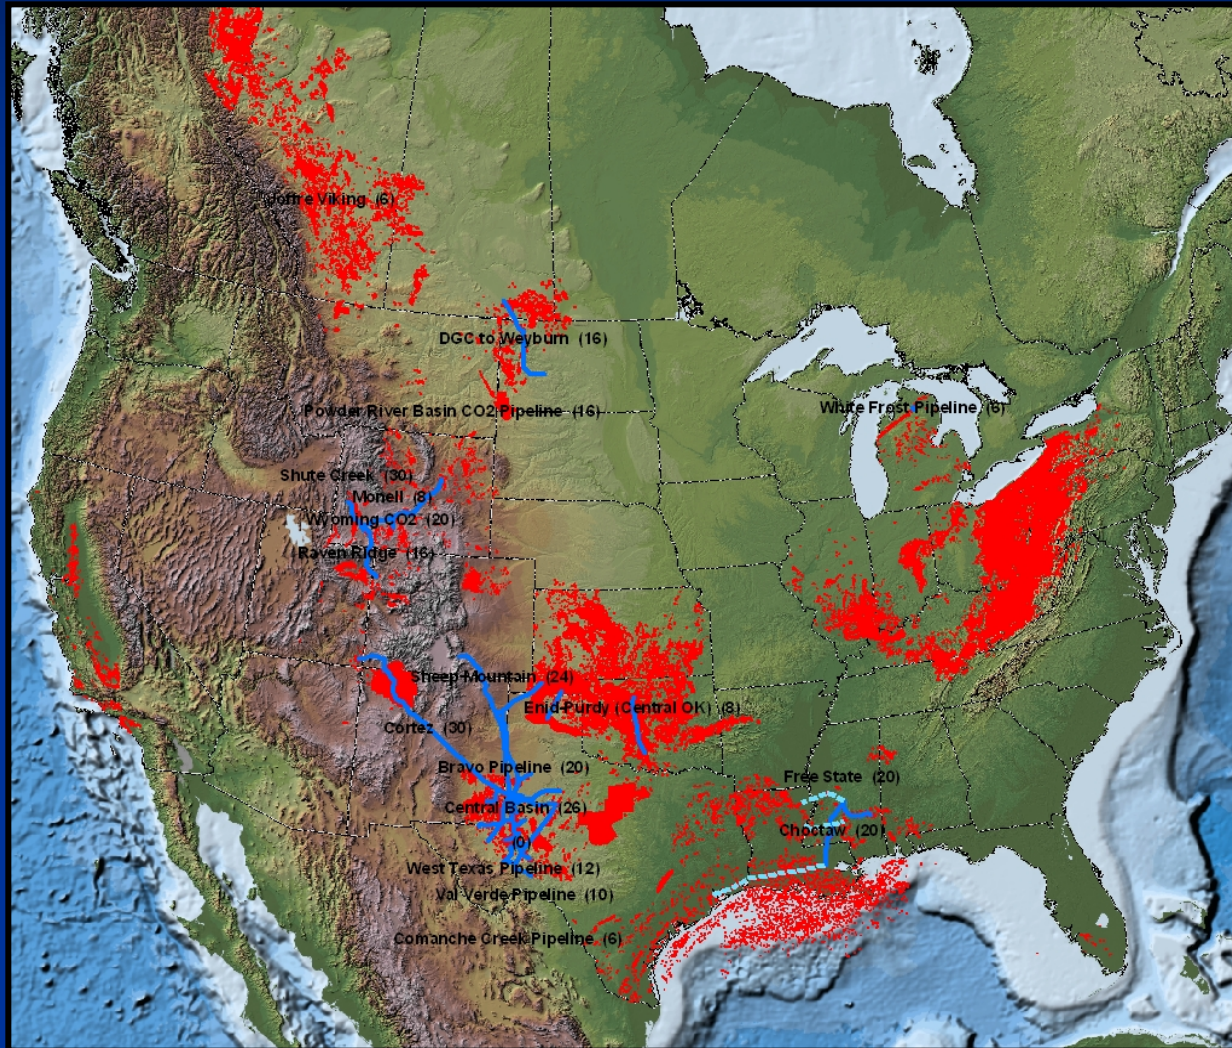 Joffre Viking (6)
DGC to Weyburn (16)
White Frost Pipeline (6)
Powder River Basin CO2 Pipeline (16)
Shute Creek (30)
Monell (8)
Wyoming CO2 (20)
Raven Ridge (16)
Sheep Mountain (24)
Enid-Purdy (Central OK) (8)
Cortez (30)
Bravo Pipeline (20)
Free State (20)
Central Basin (26)
Choctaw (20)
(0)
West Texas Pipeline (12)
Val Verde Pipeline (10)
Comanche Creek Pipeline (6)